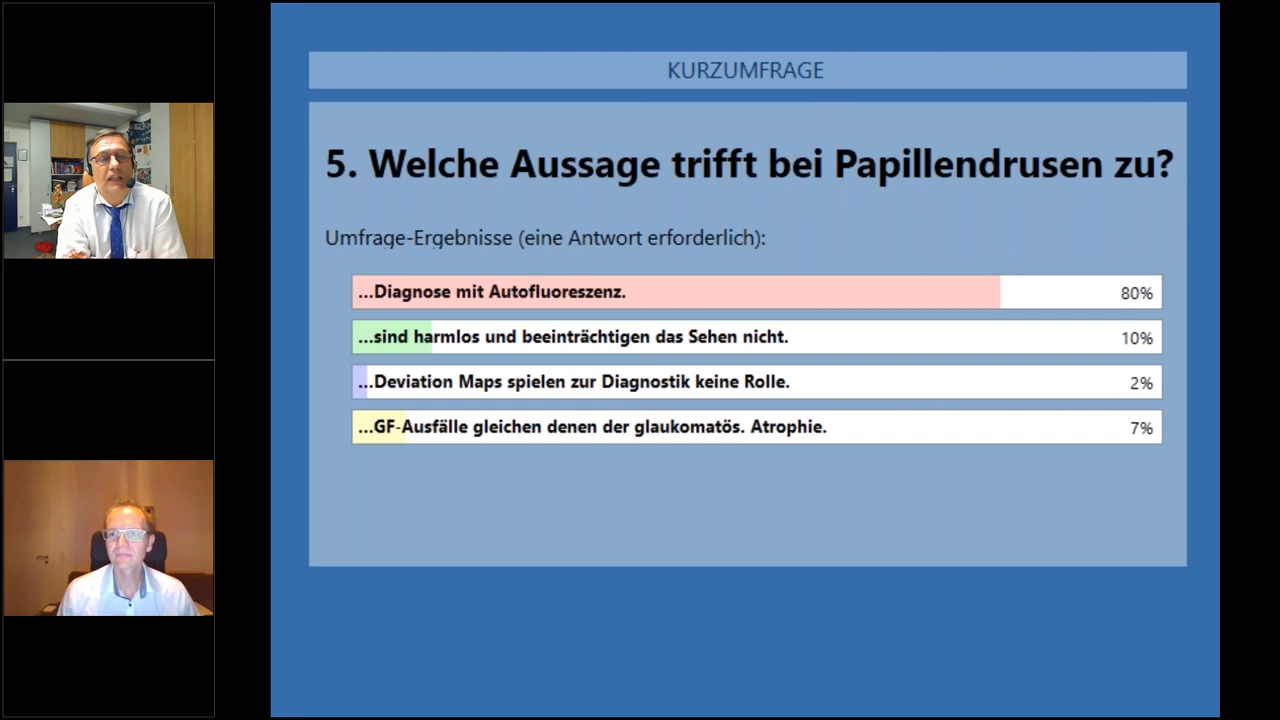 KURZUMFRAGE
5. Welche Aussage trifft bei Papillendrusen zu?
Umfrage-Ergebnisse (eine Antwort erforderlich):
...Diagnose mit Autofluoreszenz. 80%
...sind harmlos und beeinträchtigen das Sehen nicht. 10%
...Deviation Maps spielen zur Diagnostik keine Rolle. 2%
...GF-Ausfälle gleichen denen der glaukomatös. Atrophie. 7%